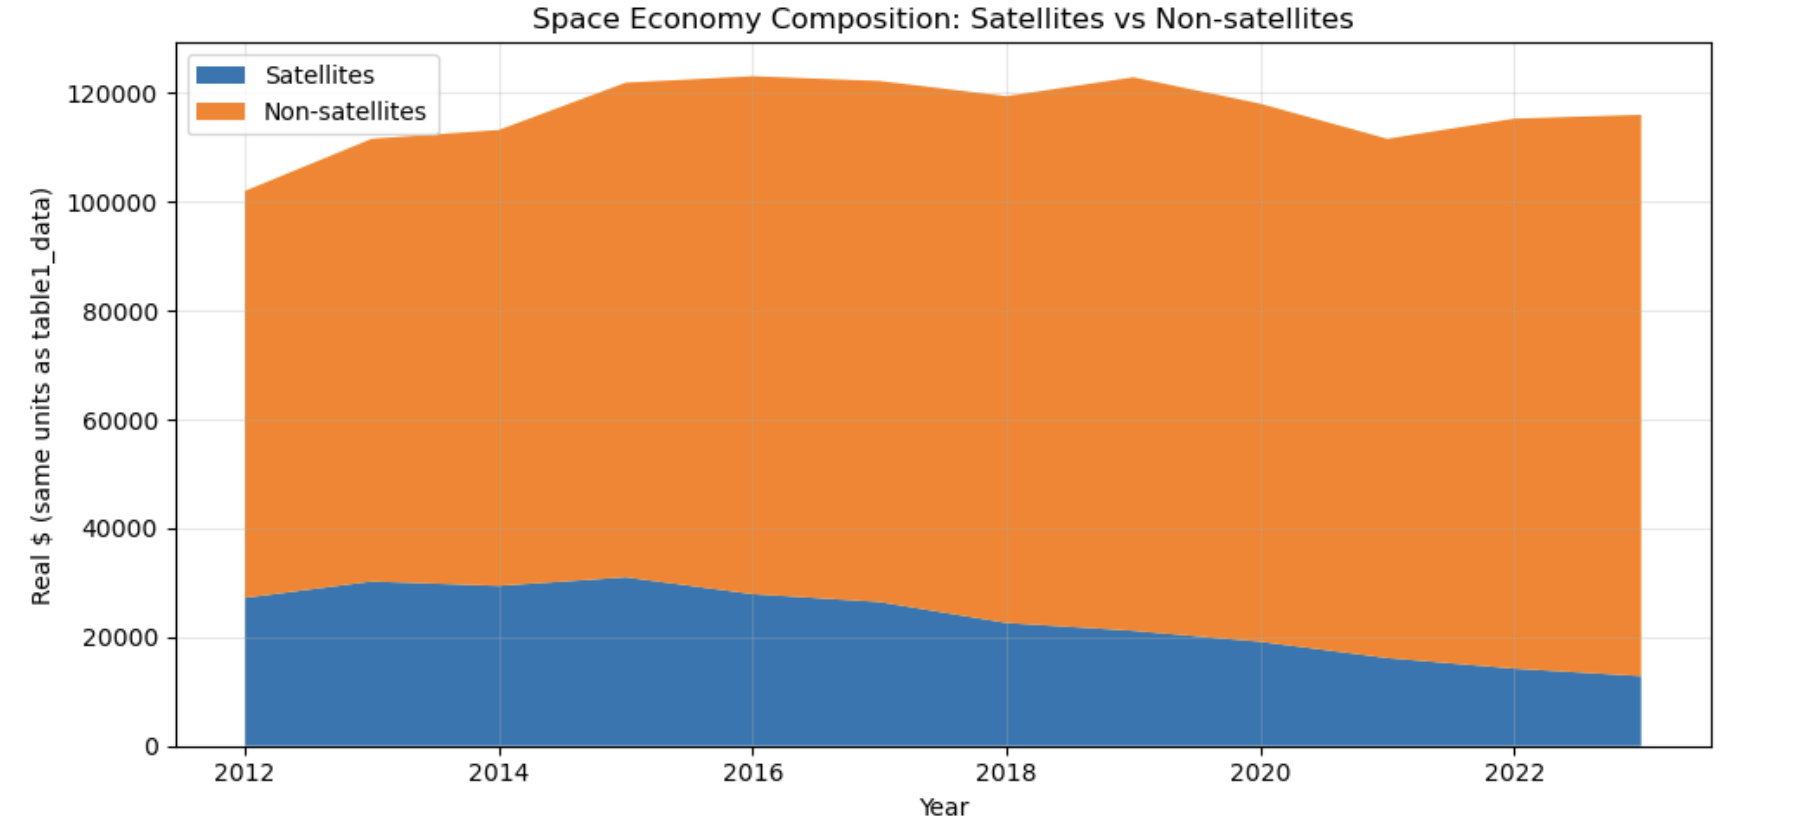 Space Economy Composition: Satellites vs Non-satellites
Satellites
Non-satellites
Real $ (same units as table1_data)
120000
100000
80000
60000
40000
20000
0
2012 2014 2016 2018 2020 2022
Year